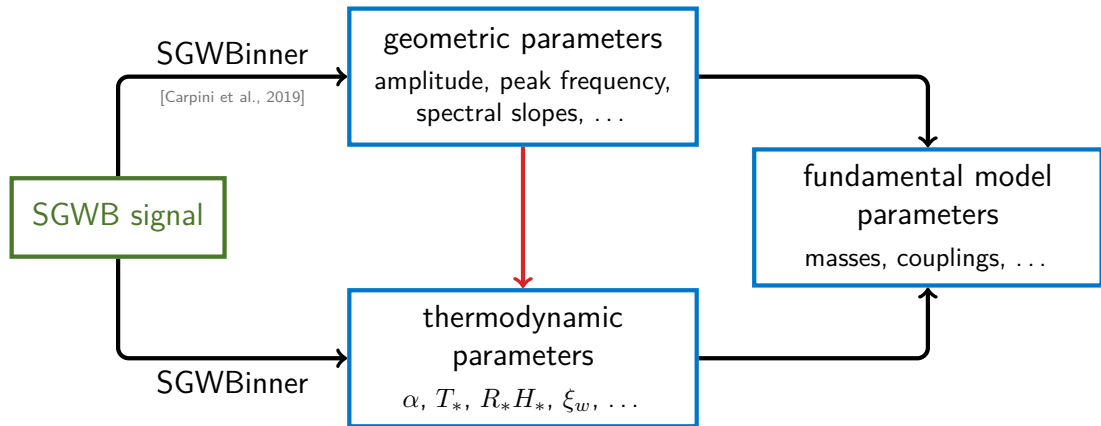 SGWBinner
[Carpini et al., 2019]
geometric parameters
amplitude, peak frequency,
spectral slopes, . . .
SGWB signal
fundamental model
parameters
masses, couplings, . . .
thermodynamic
parameters
α, T∗, R∗H∗, ξw, . . .
SGWBinner